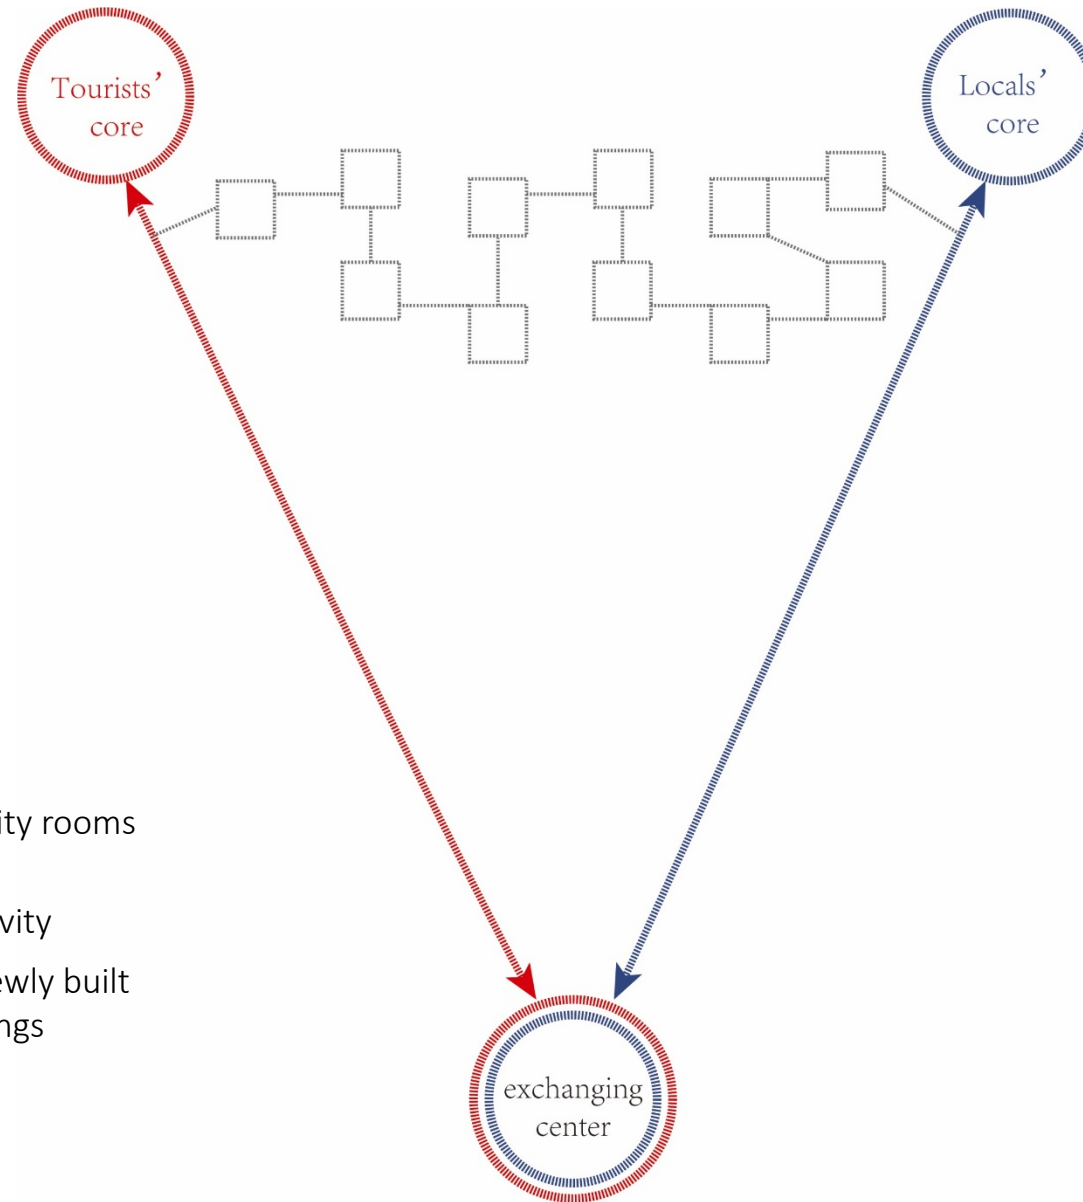 Tourists’
core
Locals’
core
ity rooms
vity
ewly built
ngs
exchanging
center